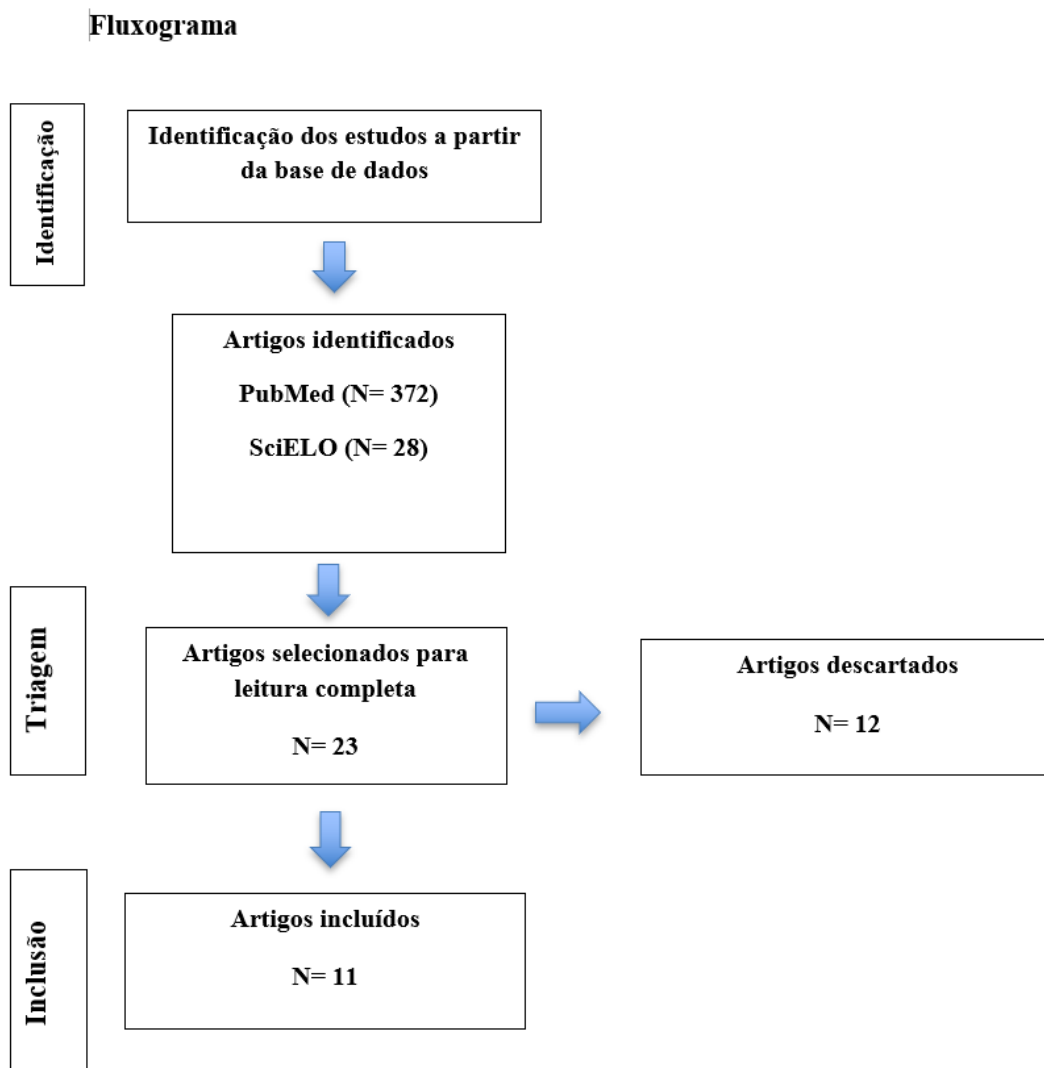 Fluxograma
Identificação
Identificação dos estudos a partir
da base de dados
Artigos identificados
PubMed (N= 372)
SciELO (N= 28)
Triagem
Artigos selecionados para
leitura completa
N= 23
Artigos descartados
N= 12
Inclusão
Artigos incluídos
N= 11